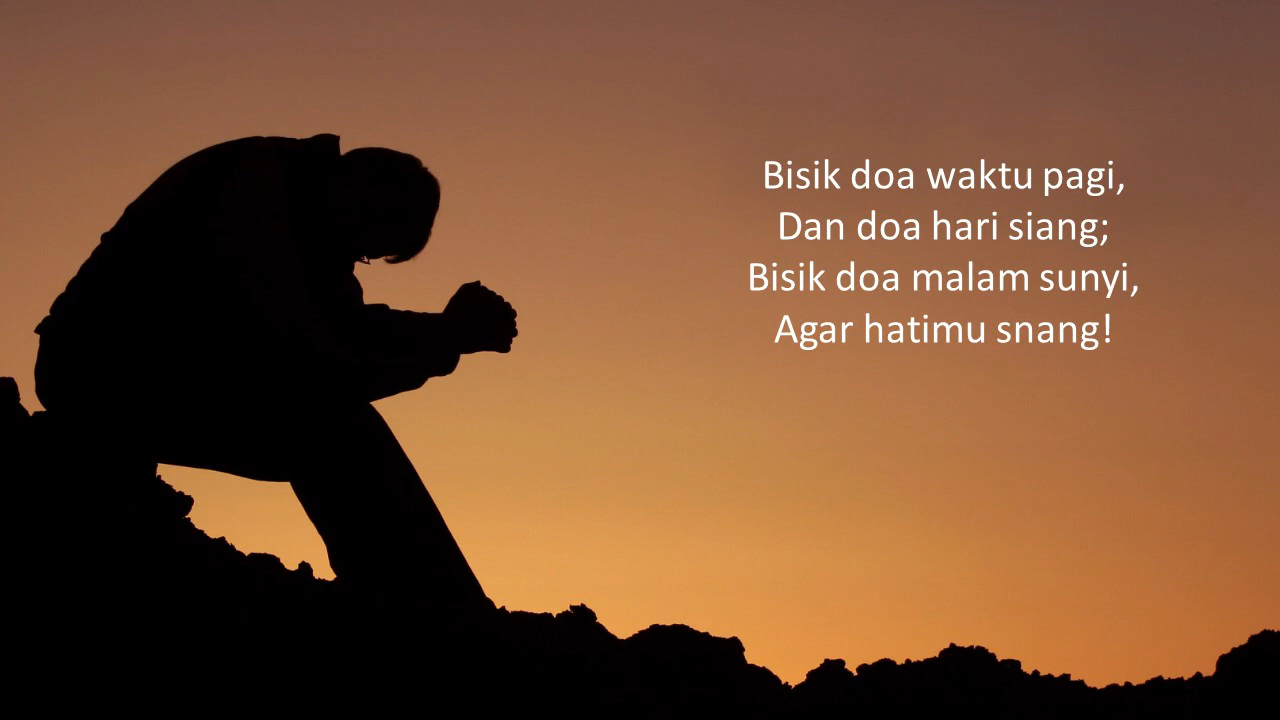 Bisik doa waktu pagi,
Dan doa hari siang;
Bisik doa malam sunyi,
Agar hatimu snang!